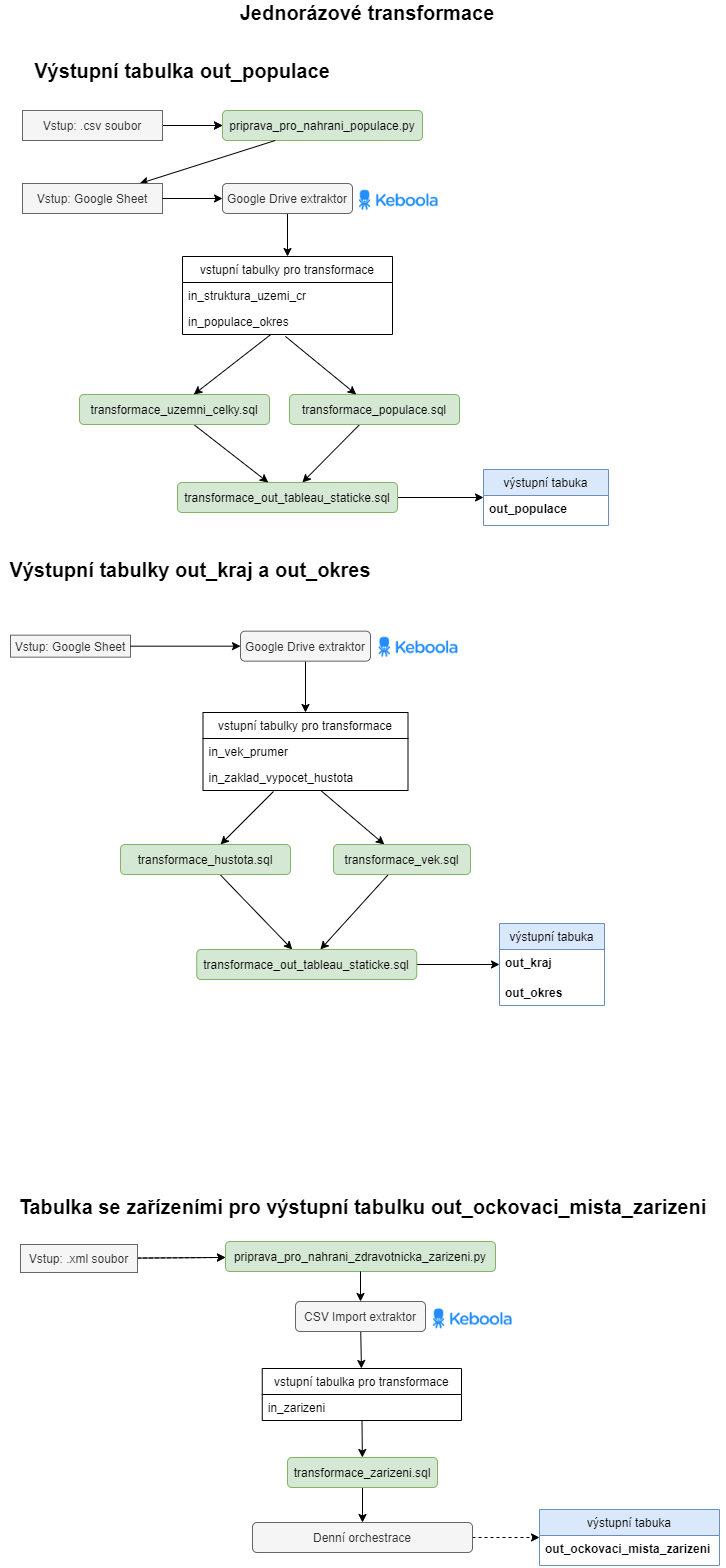 Jednorázové transformace
Výstupní tabulka out_populace
Vstup: .csv soubor
priprava_pro_nahrani_populace.py
Vstup: Google Sheet
Google Drive extraktor
Keboola
vstupní tabulky pro transformace
in_struktura_uzemi_cr
in_populace_okres
transformace_uzemni_celky.sql
transformace_populace.sql
transformace_out_tableau_staticke.sql
výstupní tabuka
out_populace
Výstupní tabulky out_kraj a out_okres
Vstup: Google Sheet
Google Drive extraktor
Keboola
vstupní tabulky pro transformace
in_vek_prumer
in_zaklad_vypocet_hustota
transformace_hustota.sql
transformace_vek.sql
transformace_out_tableau_staticke.sql
výstupní tabuka
out_kraj
out_okres
Tabulka se zařízeními pro výstupní tabulku out_ockovaci_mista_zarizeni
Vstup: .xml soubor
priprava_pro_nahrani_zdravotnicka_zarizeni.py
CSV Import extraktor
Keboola
vstupní tabulka pro transformace
in_zarizeni
transformace_zarizeni.sql
Denní orchestrace
výstupní tabuka
out_ockovaci_mista_zarizeni